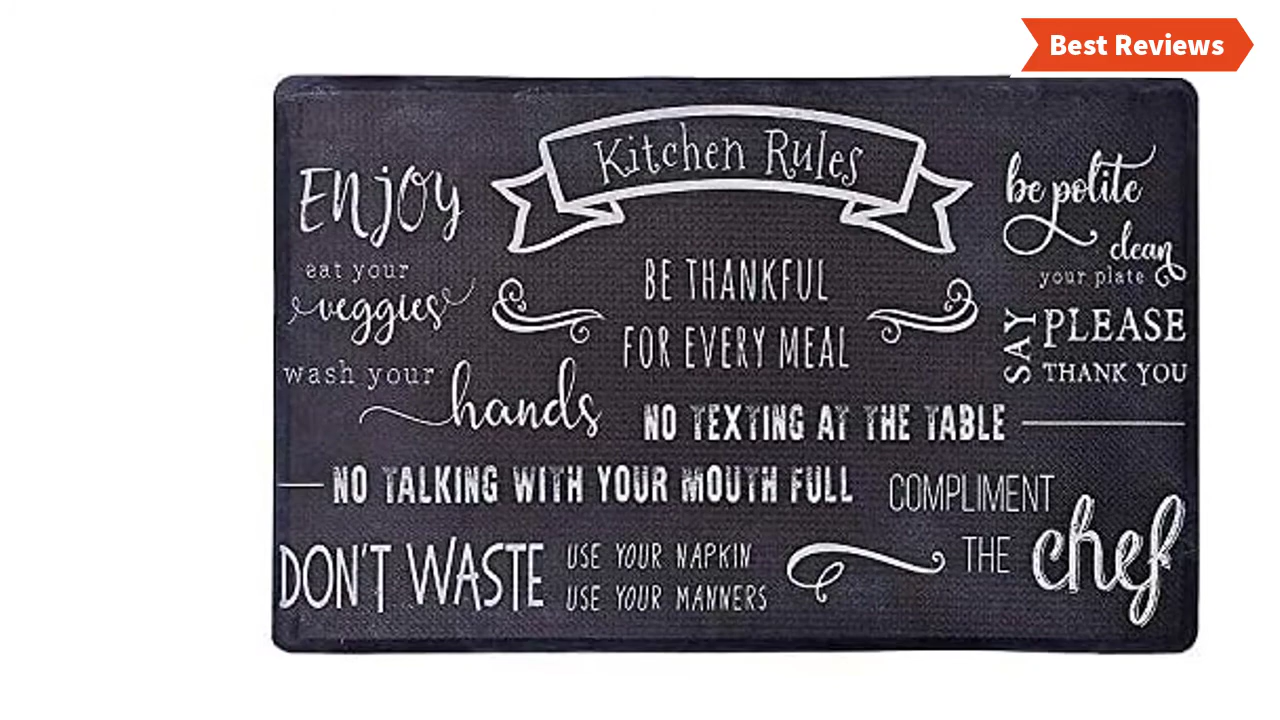 Best Reviews
Kitchen Rules
ENJOY
eat your
veggies
wash your hands
BE THANKFUL
FOR EVERY MEAL
be polite
clean
your plate
SAY PLEASE
THANK YOU
NO TEXTING AT THE TABLE
NO TALKING WITH YOUR MOUTH FULL
COMPLIMENT
THE chef
DON'T WASTE
USE YOUR NAPKIN
USE YOUR MANNERS